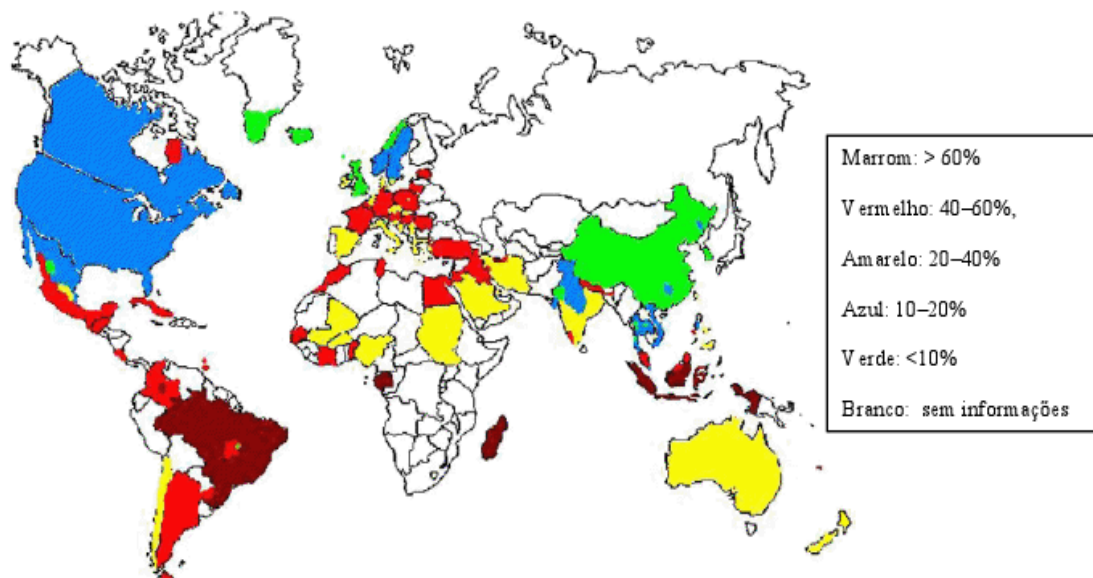 Marrom: > 60%
Vermelho: 40–60%,
Amarelo: 20–40%
Azul: 10–20%
Verde: <10%
Branco: sem informações